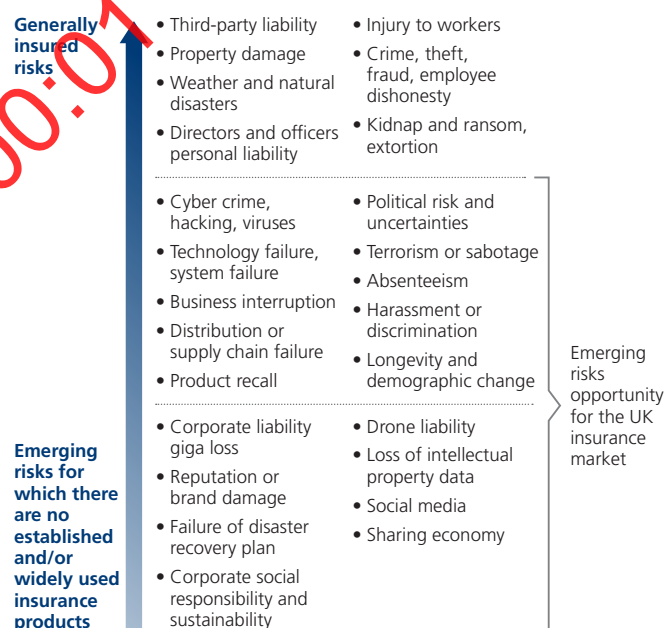 Generally
insured
risks
• Third-party liability
• Property damage
• Weather and natural
disasters
• Directors and officers
personal liability
• Injury to workers
• Crime, theft,
fraud, employee
dishonesty
• Kidnap and ransom,
extortion
• Cyber crime,
hacking, viruses
• Technology failure,
system failure
• Business interruption
• Distribution or
supply chain failure
• Product recall
• Political risk and
uncertainties
• Terrorism or sabotage
• Absenteeism
• Harassment or
discrimination
• Longevity and
demographic change
Emerging
risks
opportunity
for the UK
insurance
market
Emerging
risks for
which there
are no
established
and/or
widely used
insurance
products
• Corporate liability
giga loss
• Reputation or
brand damage
• Failure of disaster
recovery plan
• Corporate social
responsibility and
sustainability
• Drone liability
• Loss of intellectual
property data
• Social media
• Sharing economy